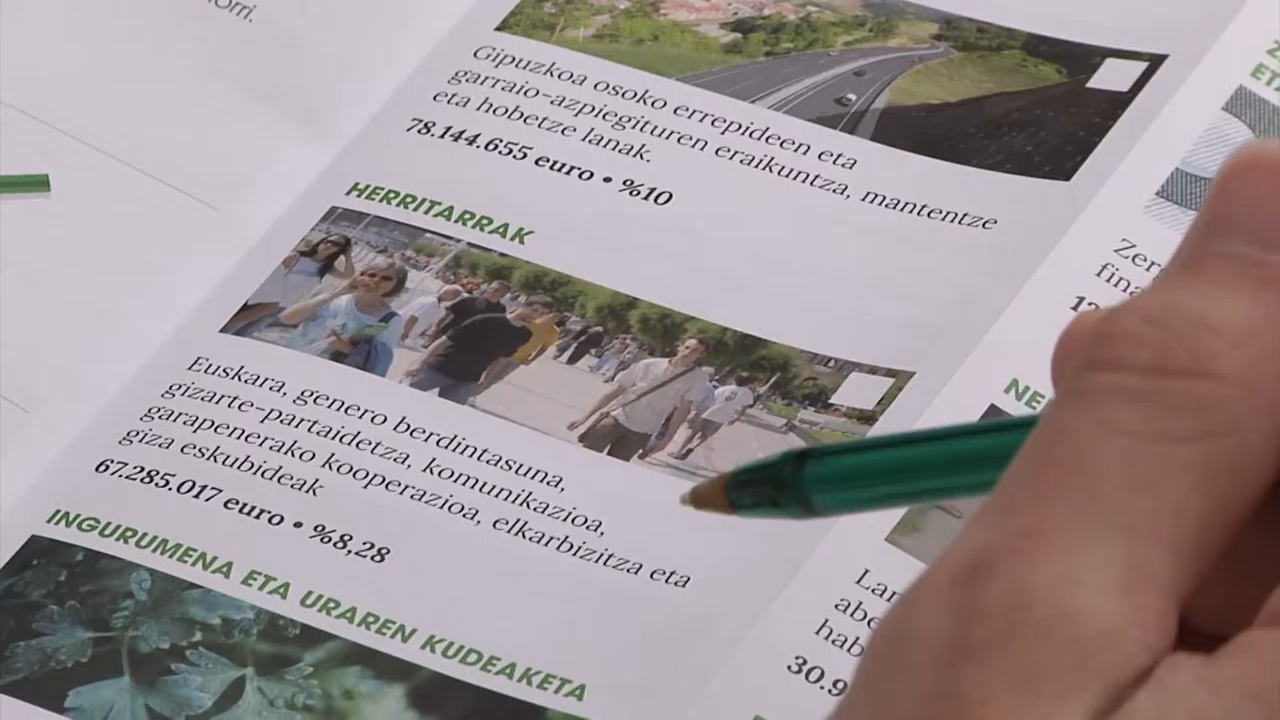 Gipuzkoa osoko errepideen eta
garraio-azpiegituren eraikuntza, mantentze
eta hobetze lanak.
78.144.655 euro • %10
HERRITARRAK
Euskara, genero berdintasuna,
gizarte-partaidetza, komunikazioa,
garapenerako kooperazioa, elkarbizitza eta
giza eskubideak
67.285.017 euro • %8,28
INGURUMENA ETA URAREN KUDEAKETA